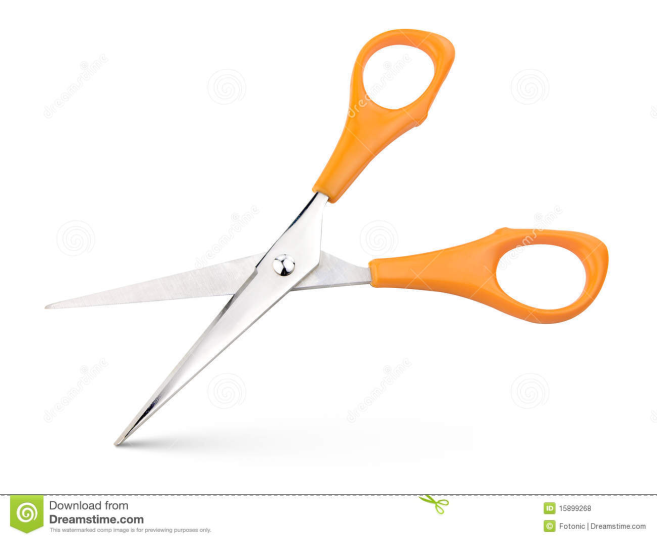 Download from
Dreamstime.com
This watermarked comp image is for previewing purposes only.
ID 15899268
© Fotonic | Dreamstime.com